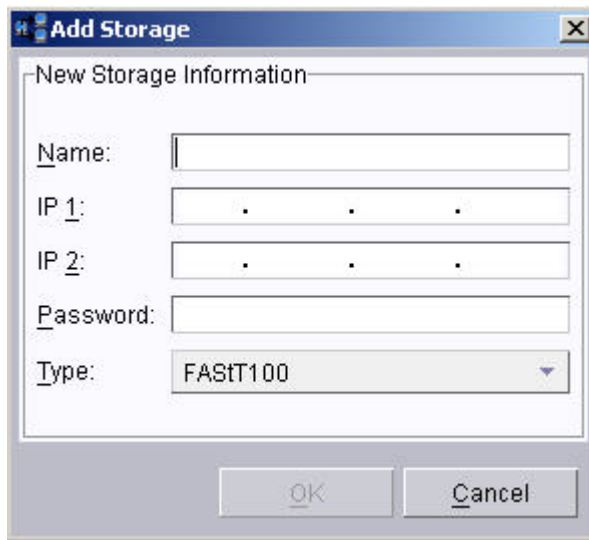 Add Storage
New Storage Information
Name:
IP 1: . . .
IP 2: . . .
Password:
Type: FAStT100
OK Cancel